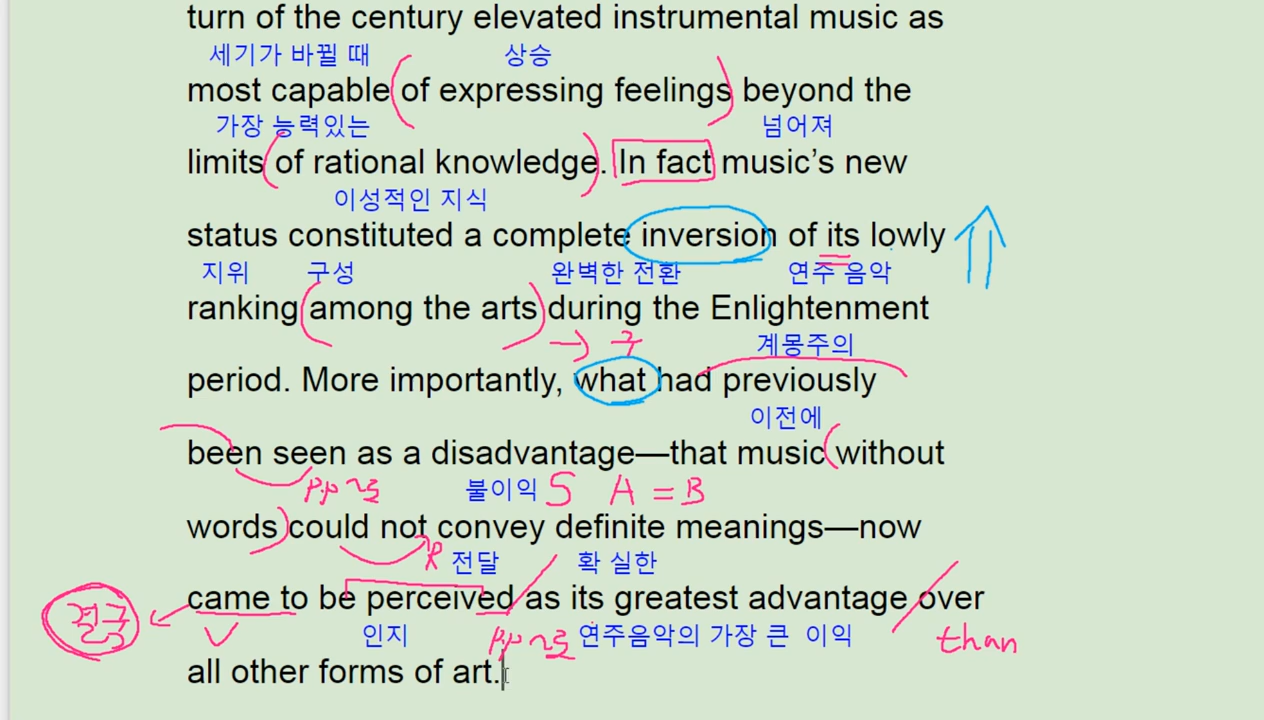 turn of the century elevated instrumental music as
세기가 바뀔 때 상승
most capable of expressing feelings beyond the
가장 능력있는 넘어져
limits of rational knowledge. In fact music's new
이성적인 지식
status constituted a complete inversion of its lowly
지위 구성 완벽한 전환 연주 음악
ranking among the arts during the Enlightenment
계몽주의
period. More importantly, what had previously
이전에
been seen as a disadvantage—that music without
p.p 로 불이익 S A = B
words could not convey definite meanings—now
전달 확 실한
came to be perceived as its greatest advantage over
결국 인지 p.p 로 연주음악의 가장 큰 이익 than
all other forms of art.